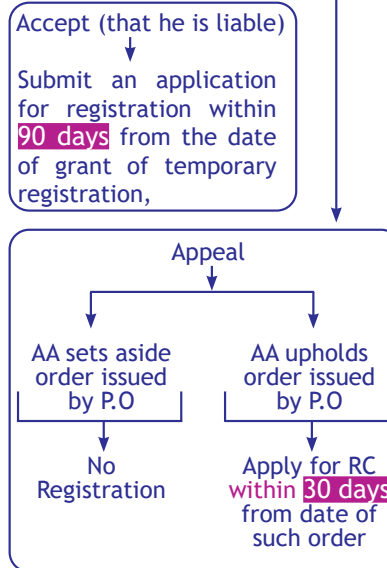 Accept (that he is liable)
Submit an application
for registration within
90 days from the date
of grant of temporary
registration,
Appeal
AA sets aside
order issued
by P.O
AA upholds
order issued
by P.O
No
Registration
Apply for RC
within 30 days
from date of
such order